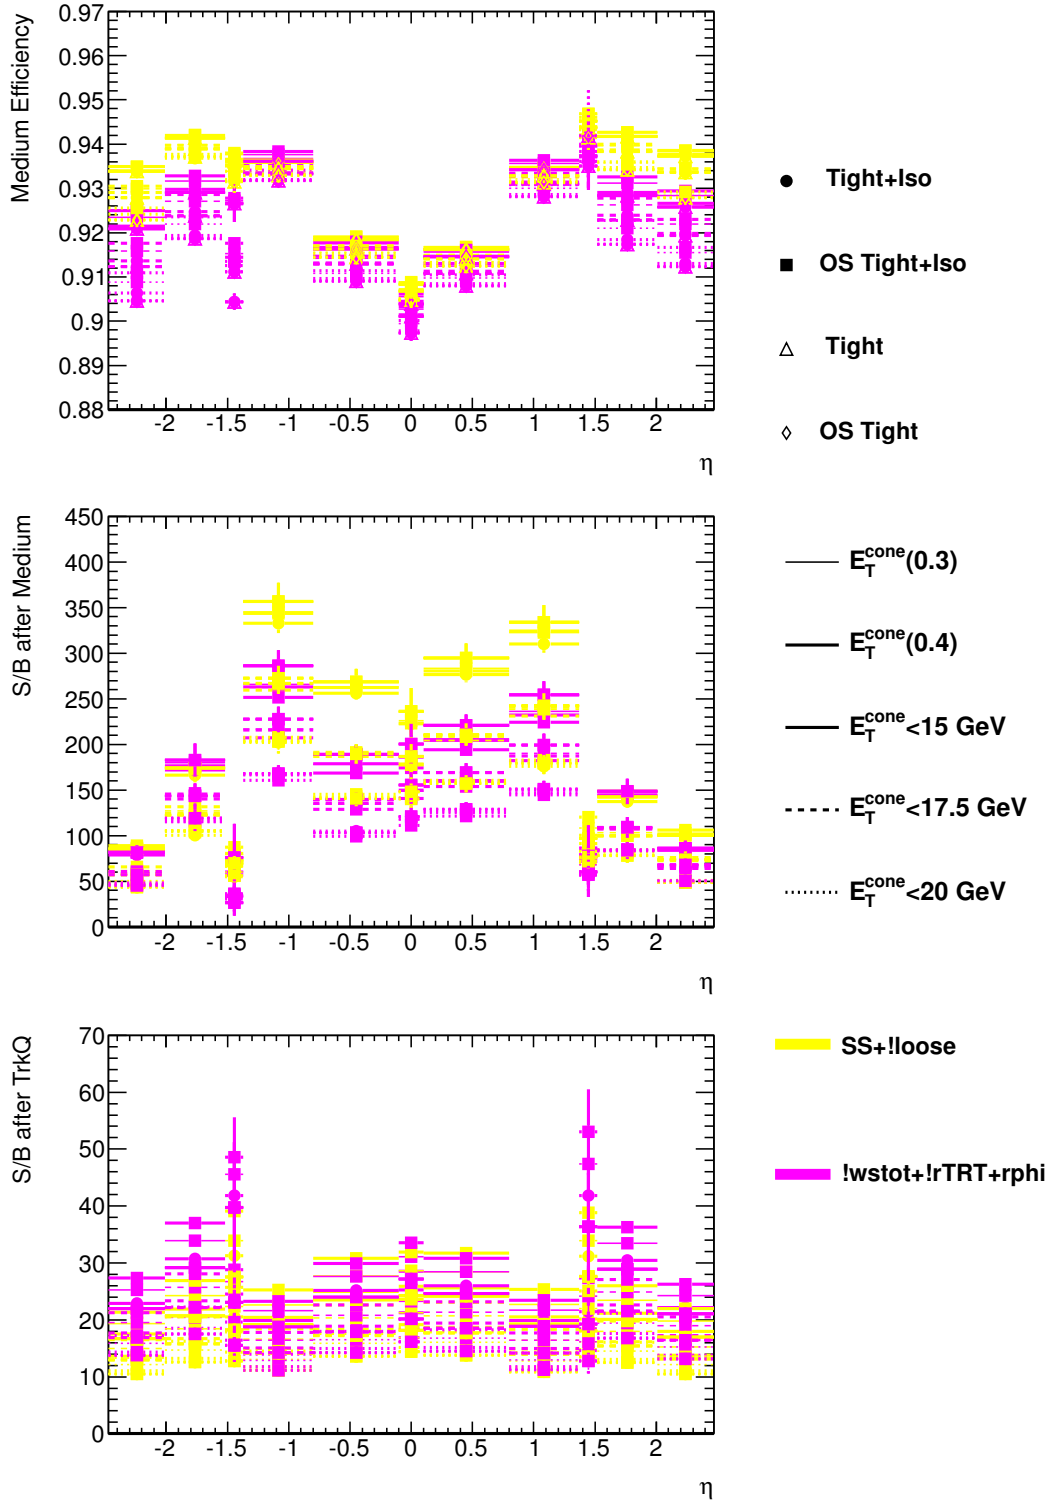 Medium Efficiency
0.97
0.96
0.95
0.94
0.93
0.92
0.91
0.9
0.89
0.88
-2 -1.5 -1 -0.5 0 0.5 1 1.5 2
η
Tight+Iso
OS Tight+Iso
Tight
OS Tight
S/B after Medium
450
400
350
300
250
200
150
100
50
0
-2 -1.5 -1 -0.5 0 0.5 1 1.5 2
η
E_T^cone(0.3)
E_T^cone(0.4)
E_T^cone<15 GeV
E_T^cone<17.5 GeV
E_T^cone<20 GeV
S/B after TrkQ
70
60
50
40
30
20
10
0
-2 -1.5 -1 -0.5 0 0.5 1 1.5 2
η
SS+!loose
!wstot+!rTRT+rphi